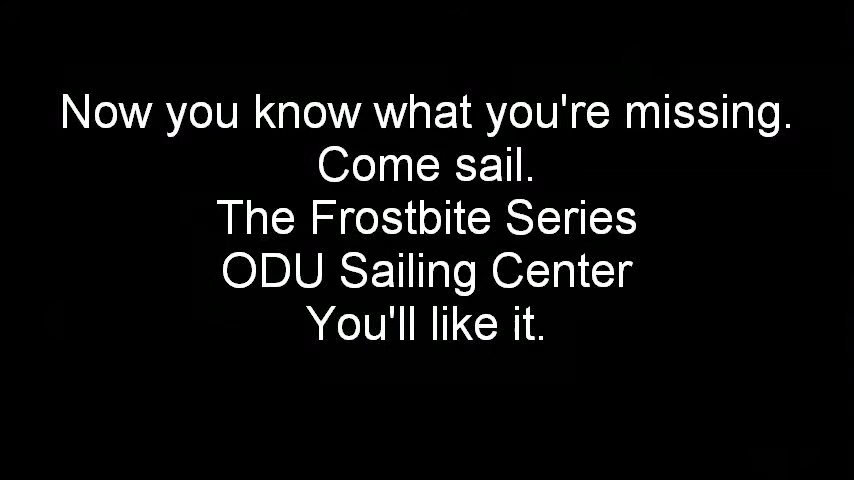 Now you know what you're missing.
Come sail.
The Frostbite Series
ODU Sailing Center
You'll like it.